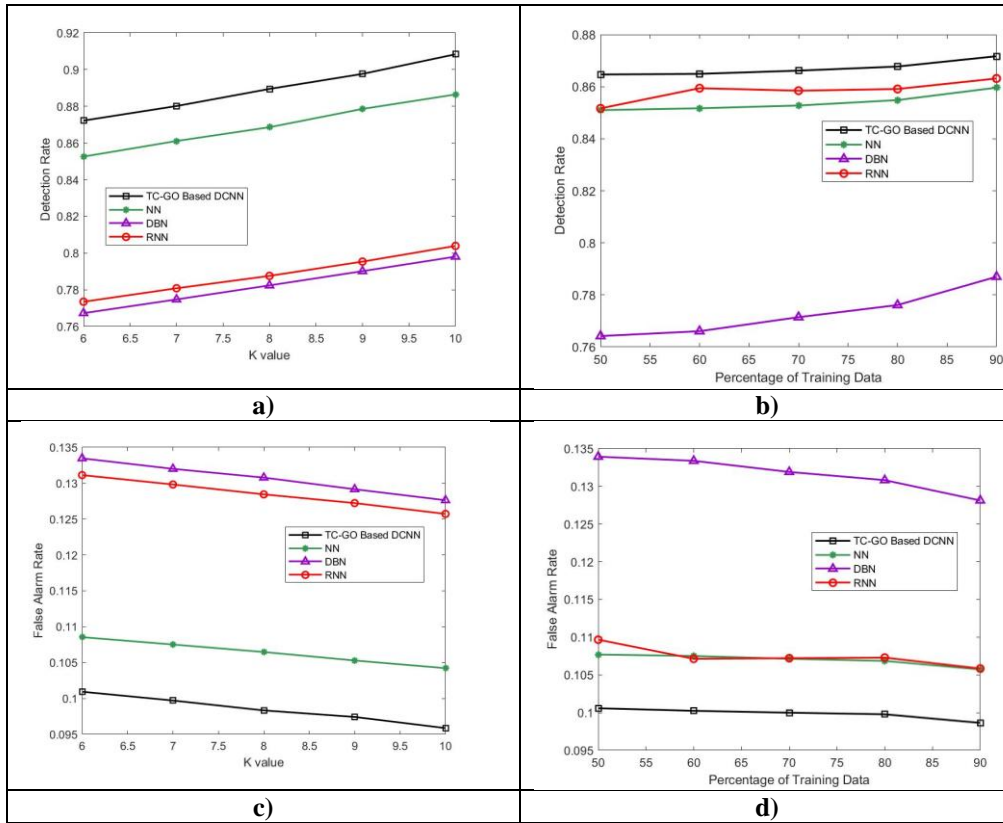 0.92
0.9
0.88
0.86
0.84
0.82
0.8
0.78
0.76
Detection Rate
TC-GO Based DCNN
NN
DBN
RNN
6 6.5 7 7.5 8 8.5 9 9.5 10
K value
a)
0.88
0.86
0.84
0.82
0.8
0.78
0.76
Detection Rate
TC-GO Based DCNN
NN
DBN
RNN
50 55 60 65 70 75 80 85 90
Percentage of Training Data
b)
0.135
0.13
0.125
0.12
0.115
0.11
0.105
0.1
0.095
False Alarm Rate
TC-GO Based DCNN
NN
DBN
RNN
6 6.5 7 7.5 8 8.5 9 9.5 10
K value
c)
0.135
0.13
0.125
0.12
0.115
0.11
0.105
0.1
0.095
False Alarm Rate
TC-GO Based DCNN
NN
DBN
RNN
50 55 60 65 70 75 80 85 90
Percentage of Training Data
d)